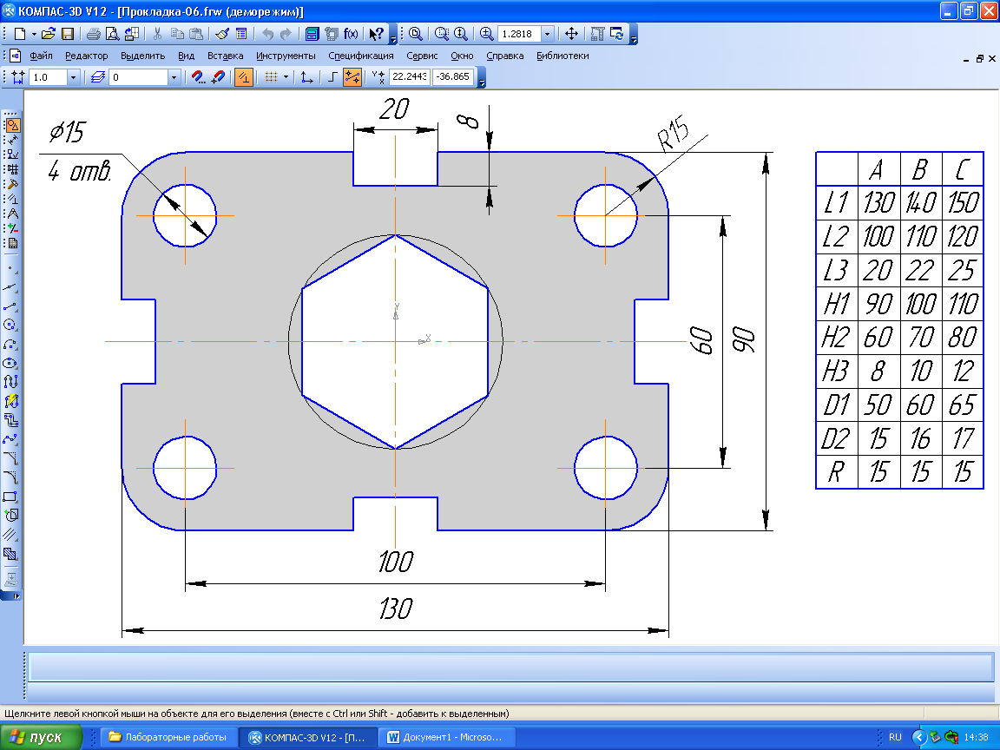 КОМПАС-3D V12 - [Прокладка-06.frw (деморежим)]
f(x)
1.2818
Файл Редактор Выделить Вид Вставка Инструменты Спецификация Сервис Окно Справка Библиотеки
1.0 0 22.2443 -36.865
20
8
R15
ϕ15
4 отв.
Y
X
60
90
100
130
A B C
L1 130 140 150
L2 100 110 120
L3 20 22 25
H1 90 100 110
H2 60 70 80
H3 8 10 12
D1 50 60 65
D2 15 16 17
R 15 15 15
Щелкните левой кнопкой мыши на объекте для его выделения (вместе с Ctrl или Shift - добавить к выделенным)
пуск Лабораторные работы КОМПАС-3D V12 - [П... Документ1 - Microso... RU 14:38